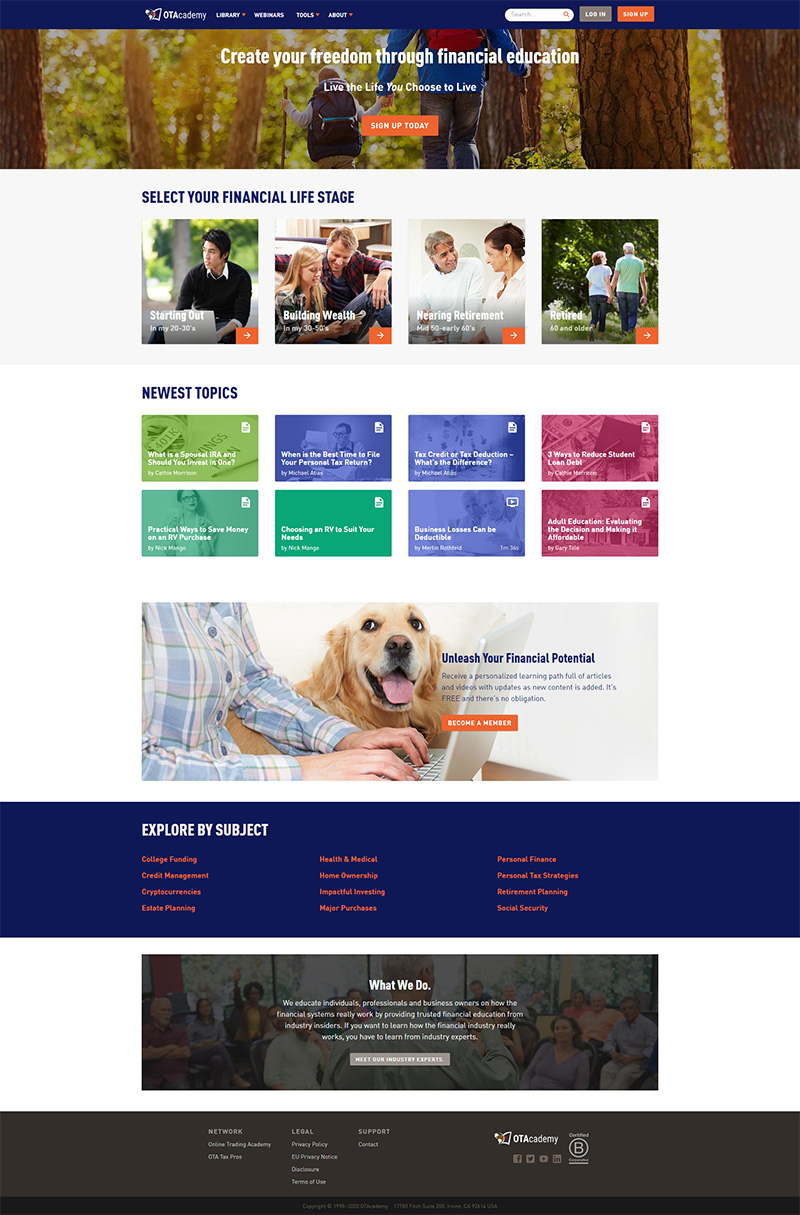 OTAcademy LIBRARY WEBINARS TOOLS ABOUT Search... LOG IN SIGN UP
Create your freedom through financial education
Live the Life You Choose to Live
SIGN UP TODAY
SELECT YOUR FINANCIAL LIFE STAGE
Starting Out
In my 20-30's
Building Wealth
In my 30-50's
Nearing Retirement
Mid 50-early 60's
Retired
60 and older
NEWEST TOPICS
What is a Spousal IRA and
Should You Invest in One?
by Cathie Morrison
When is the Best Time to File
Your Personal Tax Return?
by Michael Atias
Tax Credit or Tax Deduction –
What's the Difference?
by Michael Atias
3 Ways to Reduce Student
Loan Debt
by Cathie Morrison
Practical Ways to Save Money
on an RV Purchase
by Nick Mango
Choosing an RV to Suit Your
Needs
by Nick Mango
Business Losses Can be
Deductible
by Merlin Rothfeld 1m 36s
Adult Education: Evaluating
the Decision and Making it
Affordable
by Gary Tole
Unleash Your Financial Potential
Receive a personalized learning path full of articles
and videos with updates as new content is added. It's
FREE and there's no obligation.
BECOME A MEMBER
EXPLORE BY SUBJECT
College Funding
Credit Management
Cryptocurrencies
Estate Planning
Health & Medical
Home Ownership
Impactful Investing
Major Purchases
Personal Finance
Personal Tax Strategies
Retirement Planning
Social Security
What We Do.
We educate individuals, professionals and business owners on how the
financial systems really work by providing trusted financial education from
industry insiders. If you want to learn how the financial industry really
works, you have to learn from industry experts.
MEET OUR INDUSTRY EXPERTS.
NETWORK
Online Trading Academy
OTA Tax Pros
LEGAL
Privacy Policy
EU Privacy Notice
Disclosure
Terms of Use
SUPPORT
Contact
OTAcademy
Certified
B
Corporation
Copyright © 1998–2020 OTAcademy 17780 Fitch Suite 200, Irvine, CA 92614 USA